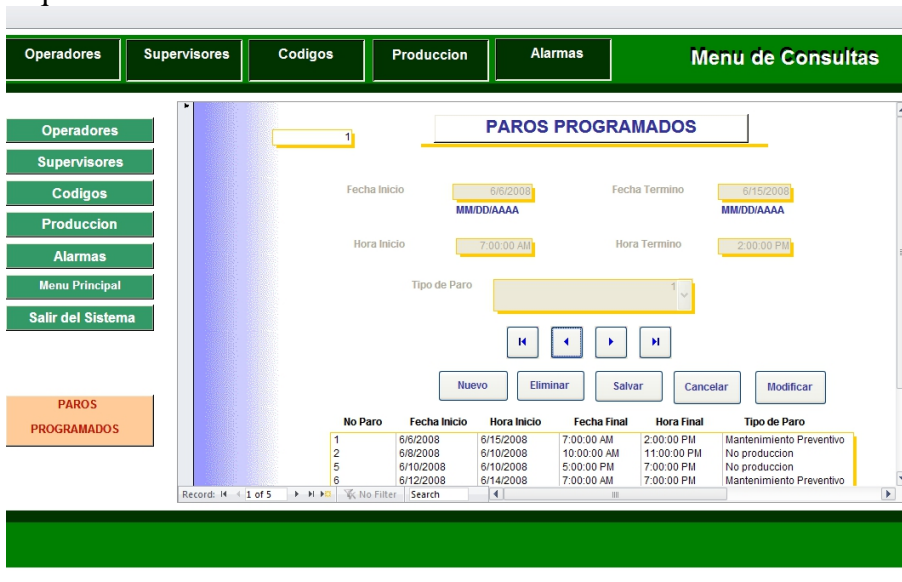 Operadores Supervisores Codigos Produccion Alarmas Menu de Consultas
Operadores
Supervisores
Codigos
Produccion
Alarmas
Menu Principal
Salir del Sistema
PAROS
PROGRAMADOS
1
PAROS PROGRAMADOS
Fecha Inicio 6/6/2008 Fecha Termino 6/15/2008
MM/DD/AAAA MM/DD/AAAA
Hora Inicio 7:00:00 AM Hora Termino 2:00:00 PM
Tipo de Paro 1
Nuevo Eliminar Salvar Cancelar Modificar
No Paro Fecha Inicio Hora Inicio Fecha Final Hora Final Tipo de Paro
1 6/6/2008 6/15/2008 7:00:00 AM 2:00:00 PM Mantenimiento Preventivo
2 6/8/2008 6/10/2008 10:00:00 AM 11:00:00 PM No produccion
5 6/10/2008 6/10/2008 5:00:00 PM 7:00:00 PM No produccion
6 6/12/2008 6/14/2008 7:00:00 AM 7:00:00 PM Mantenimiento Preventivo
Record: 1 of 5 No Filter Search